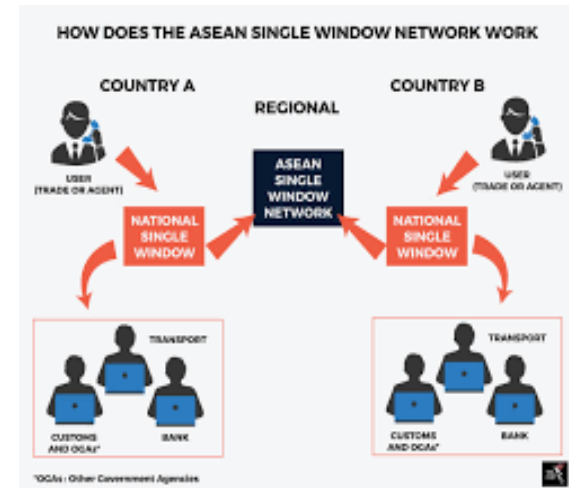 HOW DOES THE ASEAN SINGLE WINDOW NETWORK WORK
COUNTRY A
COUNTRY B
REGIONAL
USER
(TRADE OR AGENT)
ASEAN
SINGLE
WINDOW
NETWORK
USER
(TRADE OR AGENT)
NATIONAL
SINGLE
WINDOW
NATIONAL
SINGLE
WINDOW
TRANSPORT
CUSTOMS
AND OGAs*
BANK
TRANSPORT
CUSTOMS
AND OGAs*
BANK
*OGAs: Other Government Agencies